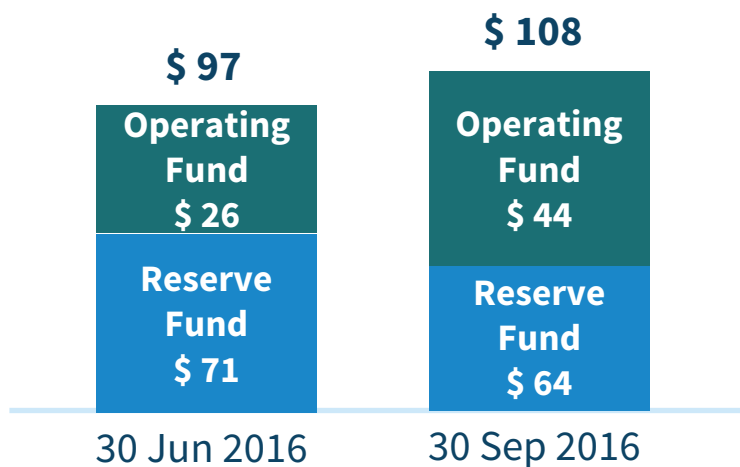 $ 97
Operating
Fund
$ 26
Reserve
Fund
$ 71
30 Jun 2016
$ 108
Operating
Fund
$ 44
Reserve
Fund
$ 64
30 Sep 2016